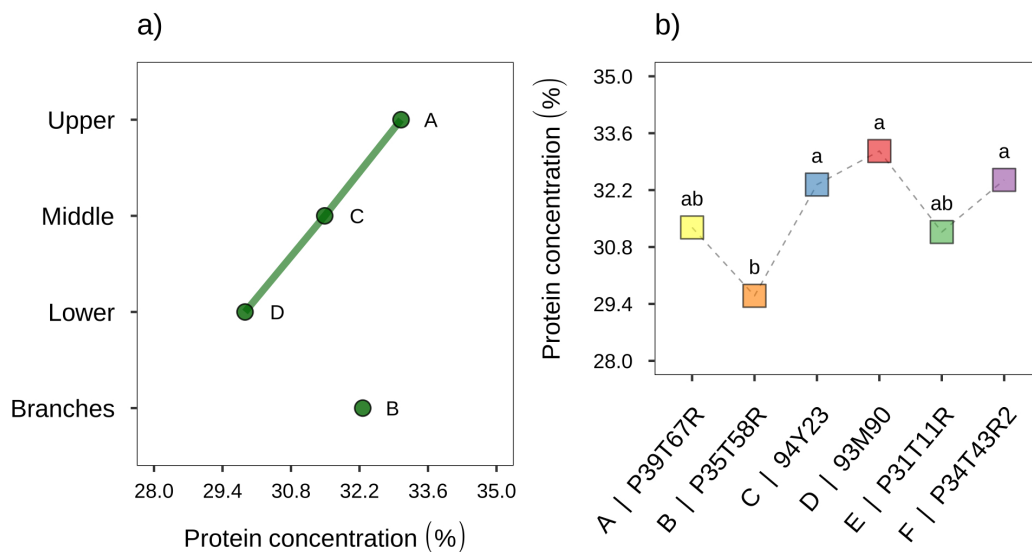 a)
Upper
Middle
Lower
Branches
A
C
D
B
28.0 29.4 30.8 32.2 33.6 35.0
Protein concentration (%)
b)
Protein concentration (%)
35.0
33.6
32.2
30.8
29.4
28.0
ab
b
a
a
ab
a
A | P39T67R
B | P35T58R
C | 94Y23
D | 93M90
E | P31T11R
F | P34T43R2